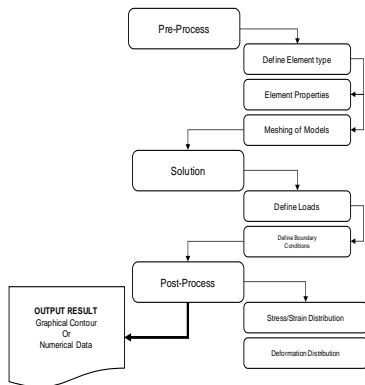 Pre-Process
Define Element type
Element Properties
Meshing of Models
Solution
Define Loads
Define Boundary
Conditions
Post-Process
OUTPUT RESULT
Graphical Contour
Or
Numerical Data
Stress/Strain Distribution
Deformation Distribution